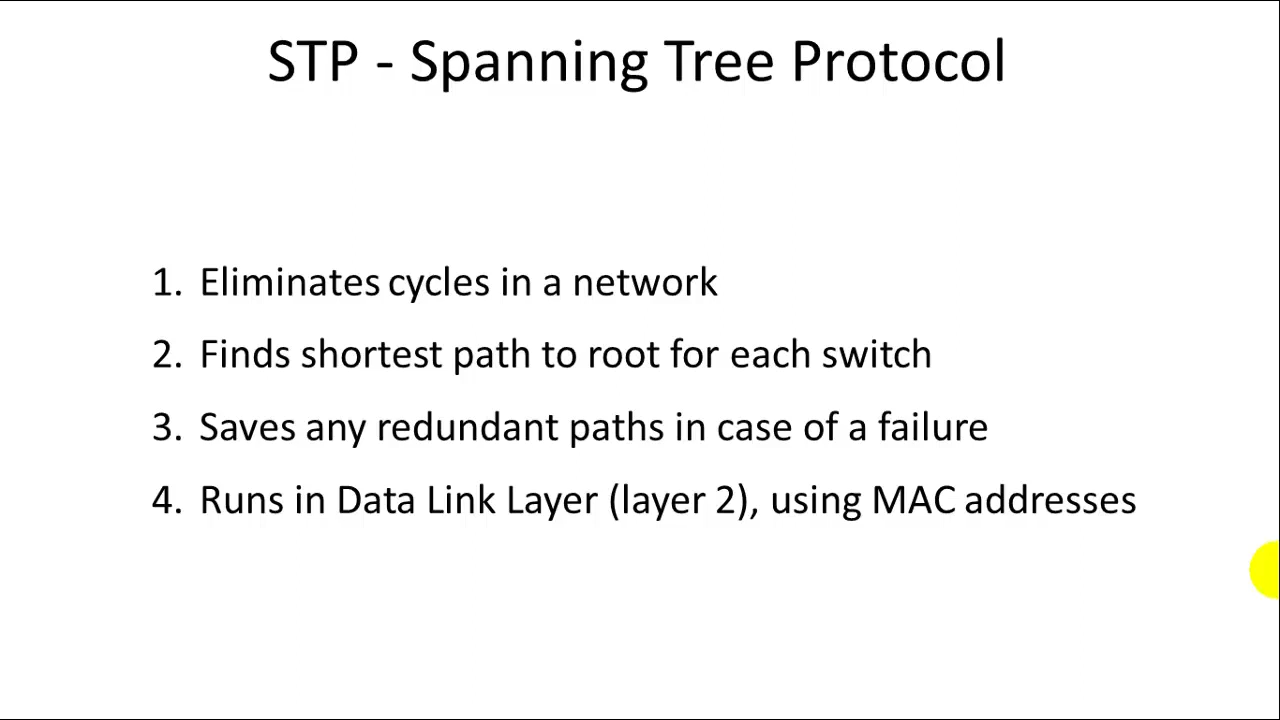 STP - Spanning Tree Protocol
1. Eliminates cycles in a network
2. Finds shortest path to root for each switch
3. Saves any redundant paths in case of a failure
4. Runs in Data Link Layer (layer 2), using MAC addresses